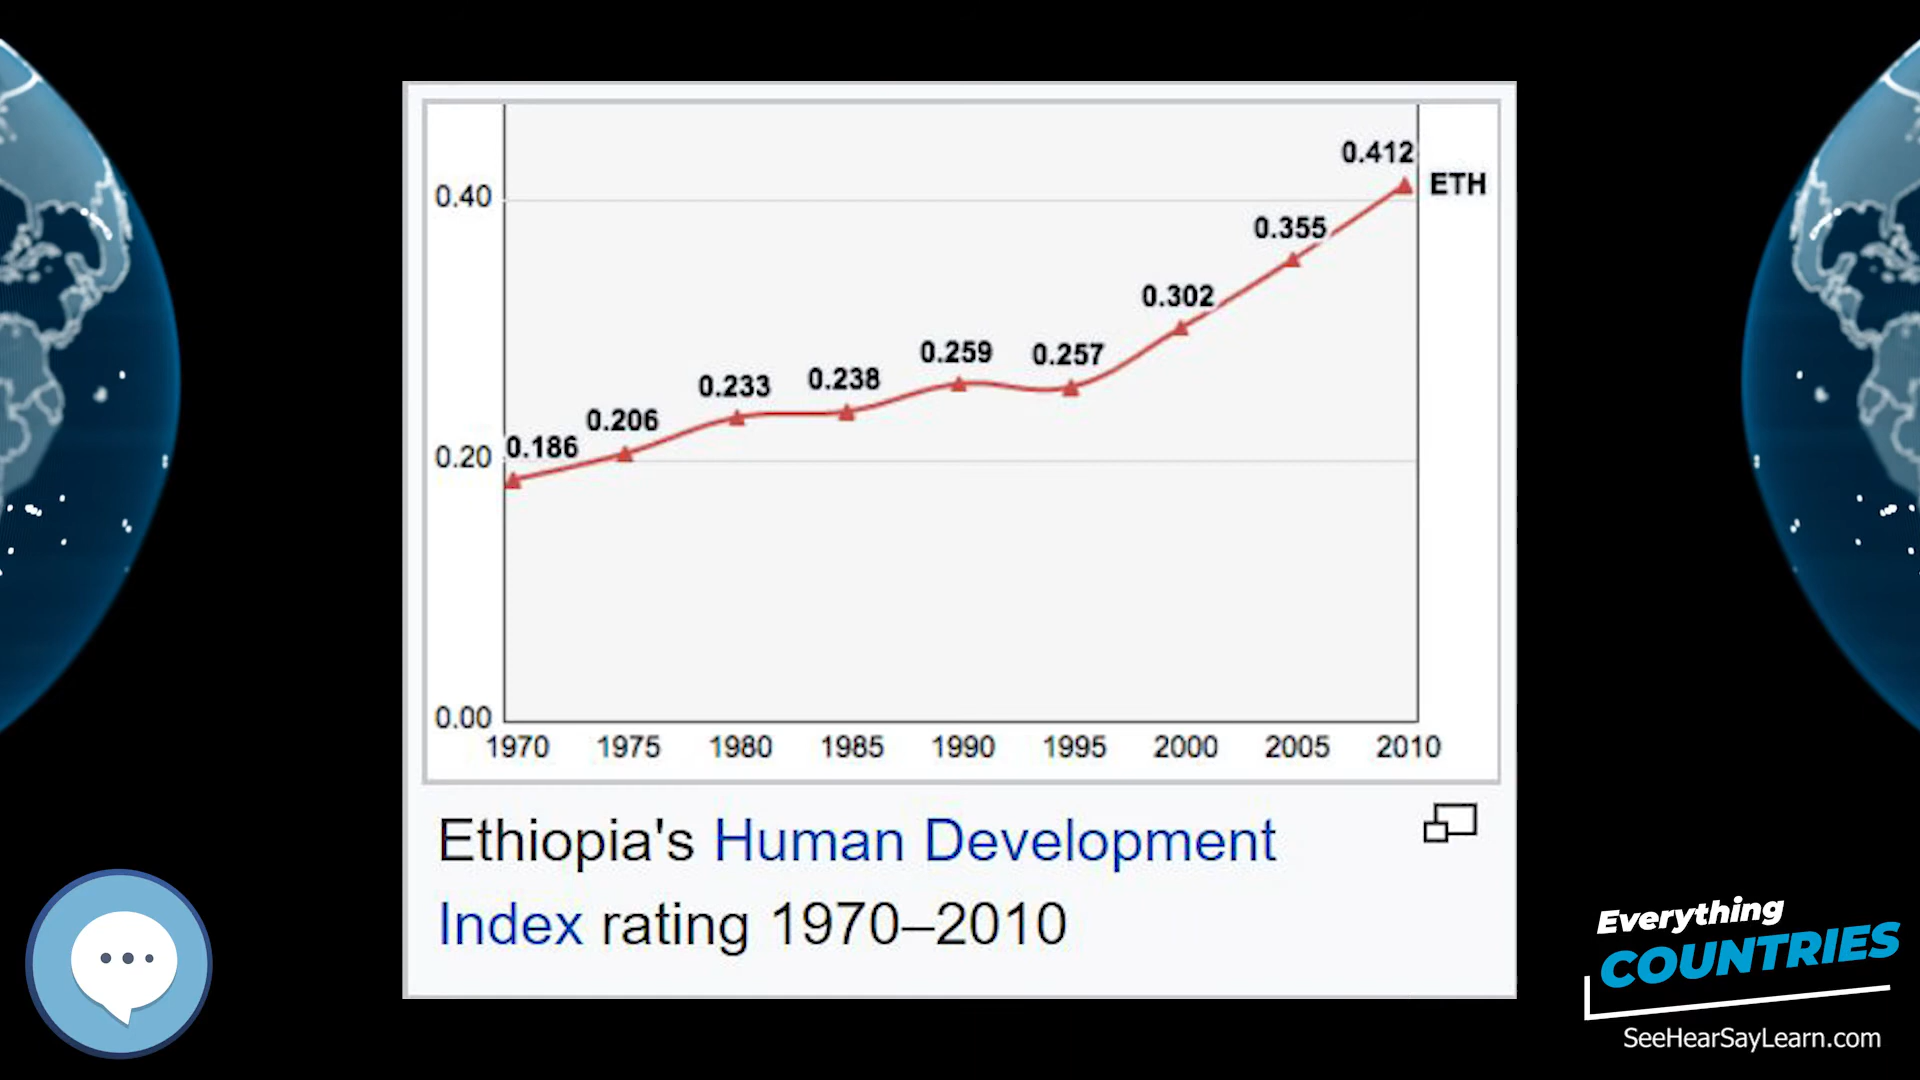 0.412
ETH
0.40
0.355
0.302
0.259
0.257
0.233
0.238
0.206
0.186
0.20
0.00
1970 1975 1980 1985 1990 1995 2000 2005 2010
Ethiopia's Human Development
Index rating 1970–2010
Everything
COUNTRIES
SeeHearSayLearn.com